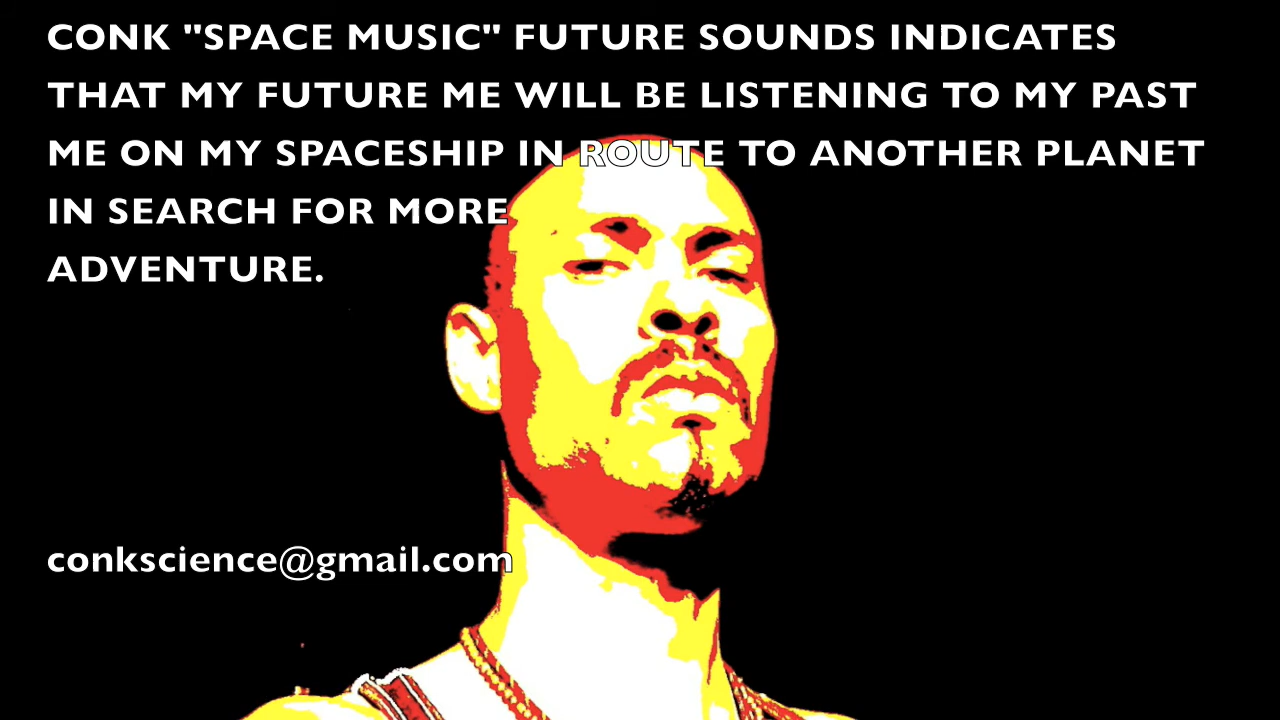 CONK "SPACE MUSIC" FUTURE SOUNDS INDICATES
THAT MY FUTURE ME WILL BE LISTENING TO MY PAST
ME ON MY SPACESHIP IN ROUTE TO ANOTHER PLANET
IN SEARCH FOR MORE
ADVENTURE.
conkscience@gmail.com